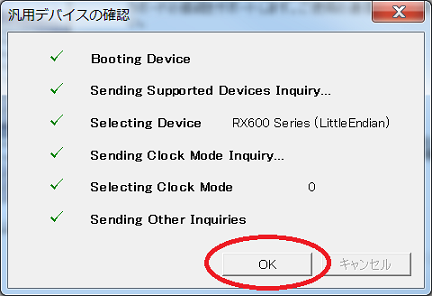 汎用デバイスの確認
Booting Device
Sending Supported Devices Inquiry...
Selecting Device RX600 Series (LittleEndian)
Sending Clock Mode Inquiry...
Selecting Clock Mode 0
Sending Other Inquiries
OK キャンセル